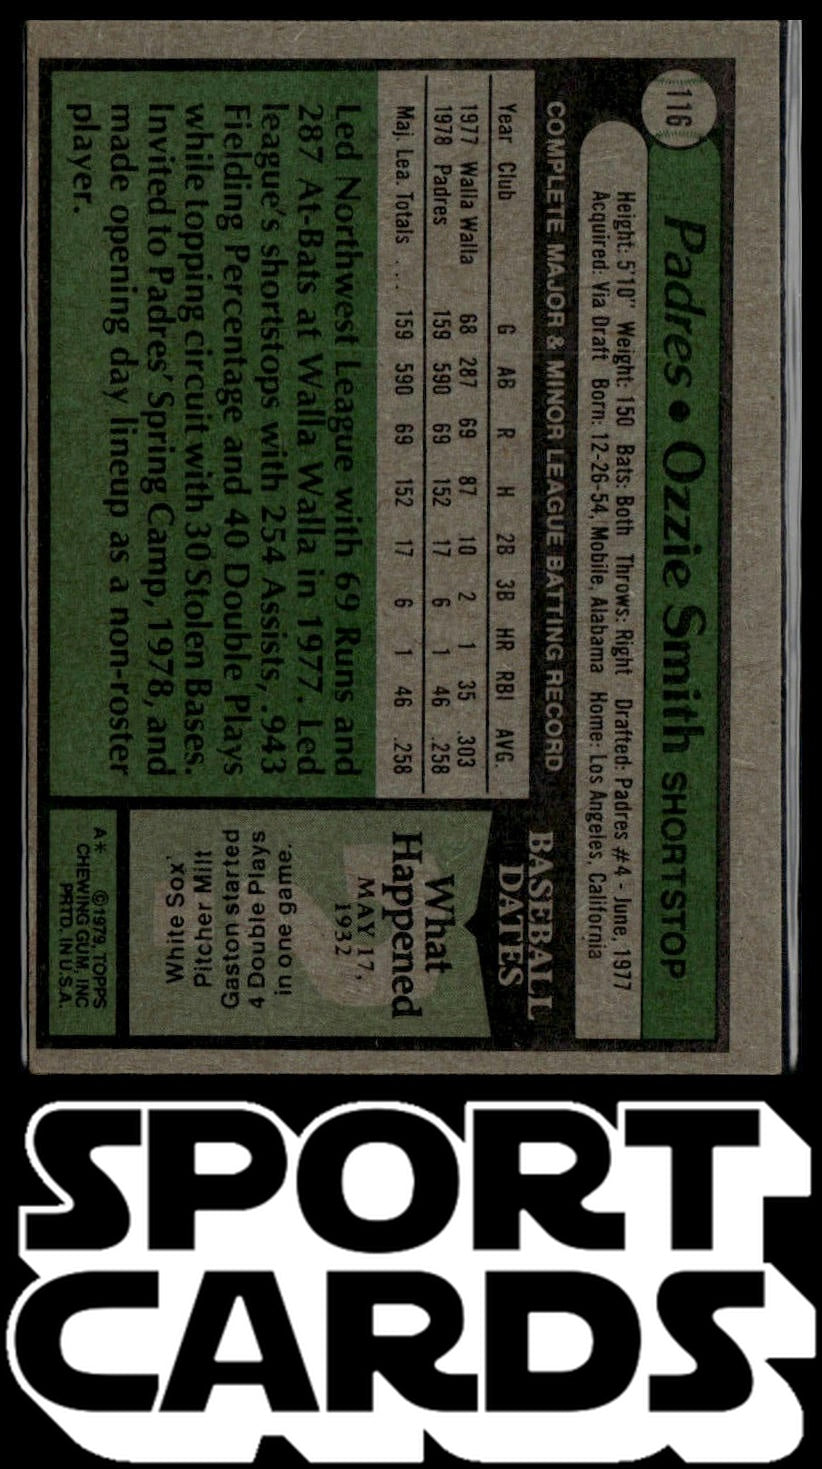 116
Padres • Ozzie Smith SHORTSTOP
Height: 5'10" Weight: 150 Bats: Both Throws: Right Drafted: Padres #4 - June, 1977
Acquired: Via Draft Born: 12-26-54, Mobile, Alabama Home: Los Angeles, California
COMPLETE MAJOR & MINOR LEAGUE BATTING RECORD
Year Club G AB R H 2B 3B HR RBI AVG.
1977 Walla Walla 68 287 69 87 10 2 1 35 .303
1978 Padres 159 590 69 152 17 6 1 46 .258
Maj. Lea. Totals . . . 159 590 69 152 17 6 1 46 .258
Led Northwest League with 69 Runs and
287 At-Bats at Walla Walla in 1977. Led
league's shortstops with 254 Assists, .943
Fielding Percentage and 40 Double Plays
while topping circuit with 30 Stolen Bases.
Invited to Padres' Spring Camp, 1978, and
made opening day lineup as a non-roster
player.
BASEBALL
DATES
What
Happened
MAY 17,
1932
in one game.
4 Double Plays
Gaston started
Pitcher Milt
White Sox'
A* ©1979, TOPPS
CHEWING GUM, INC
PRTD. IN U.S.A.
SPORT
CARDS